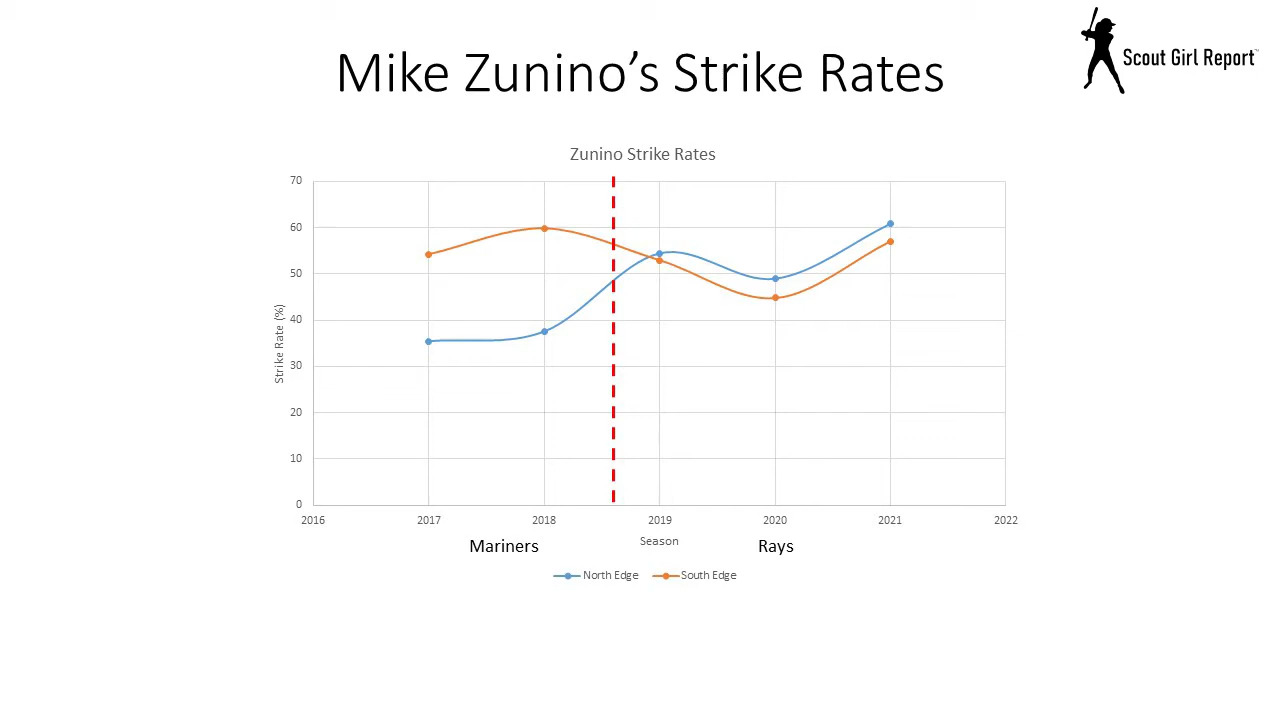 Mike Zunino’s Strike Rates
Scout Girl Report™
Zunino Strike Rates
70
60
50
40
30
20
10
0
Strike Rate (%)
2016 2017 2018 2019 2020 2021 2022
Mariners Season Rays
North Edge South Edge